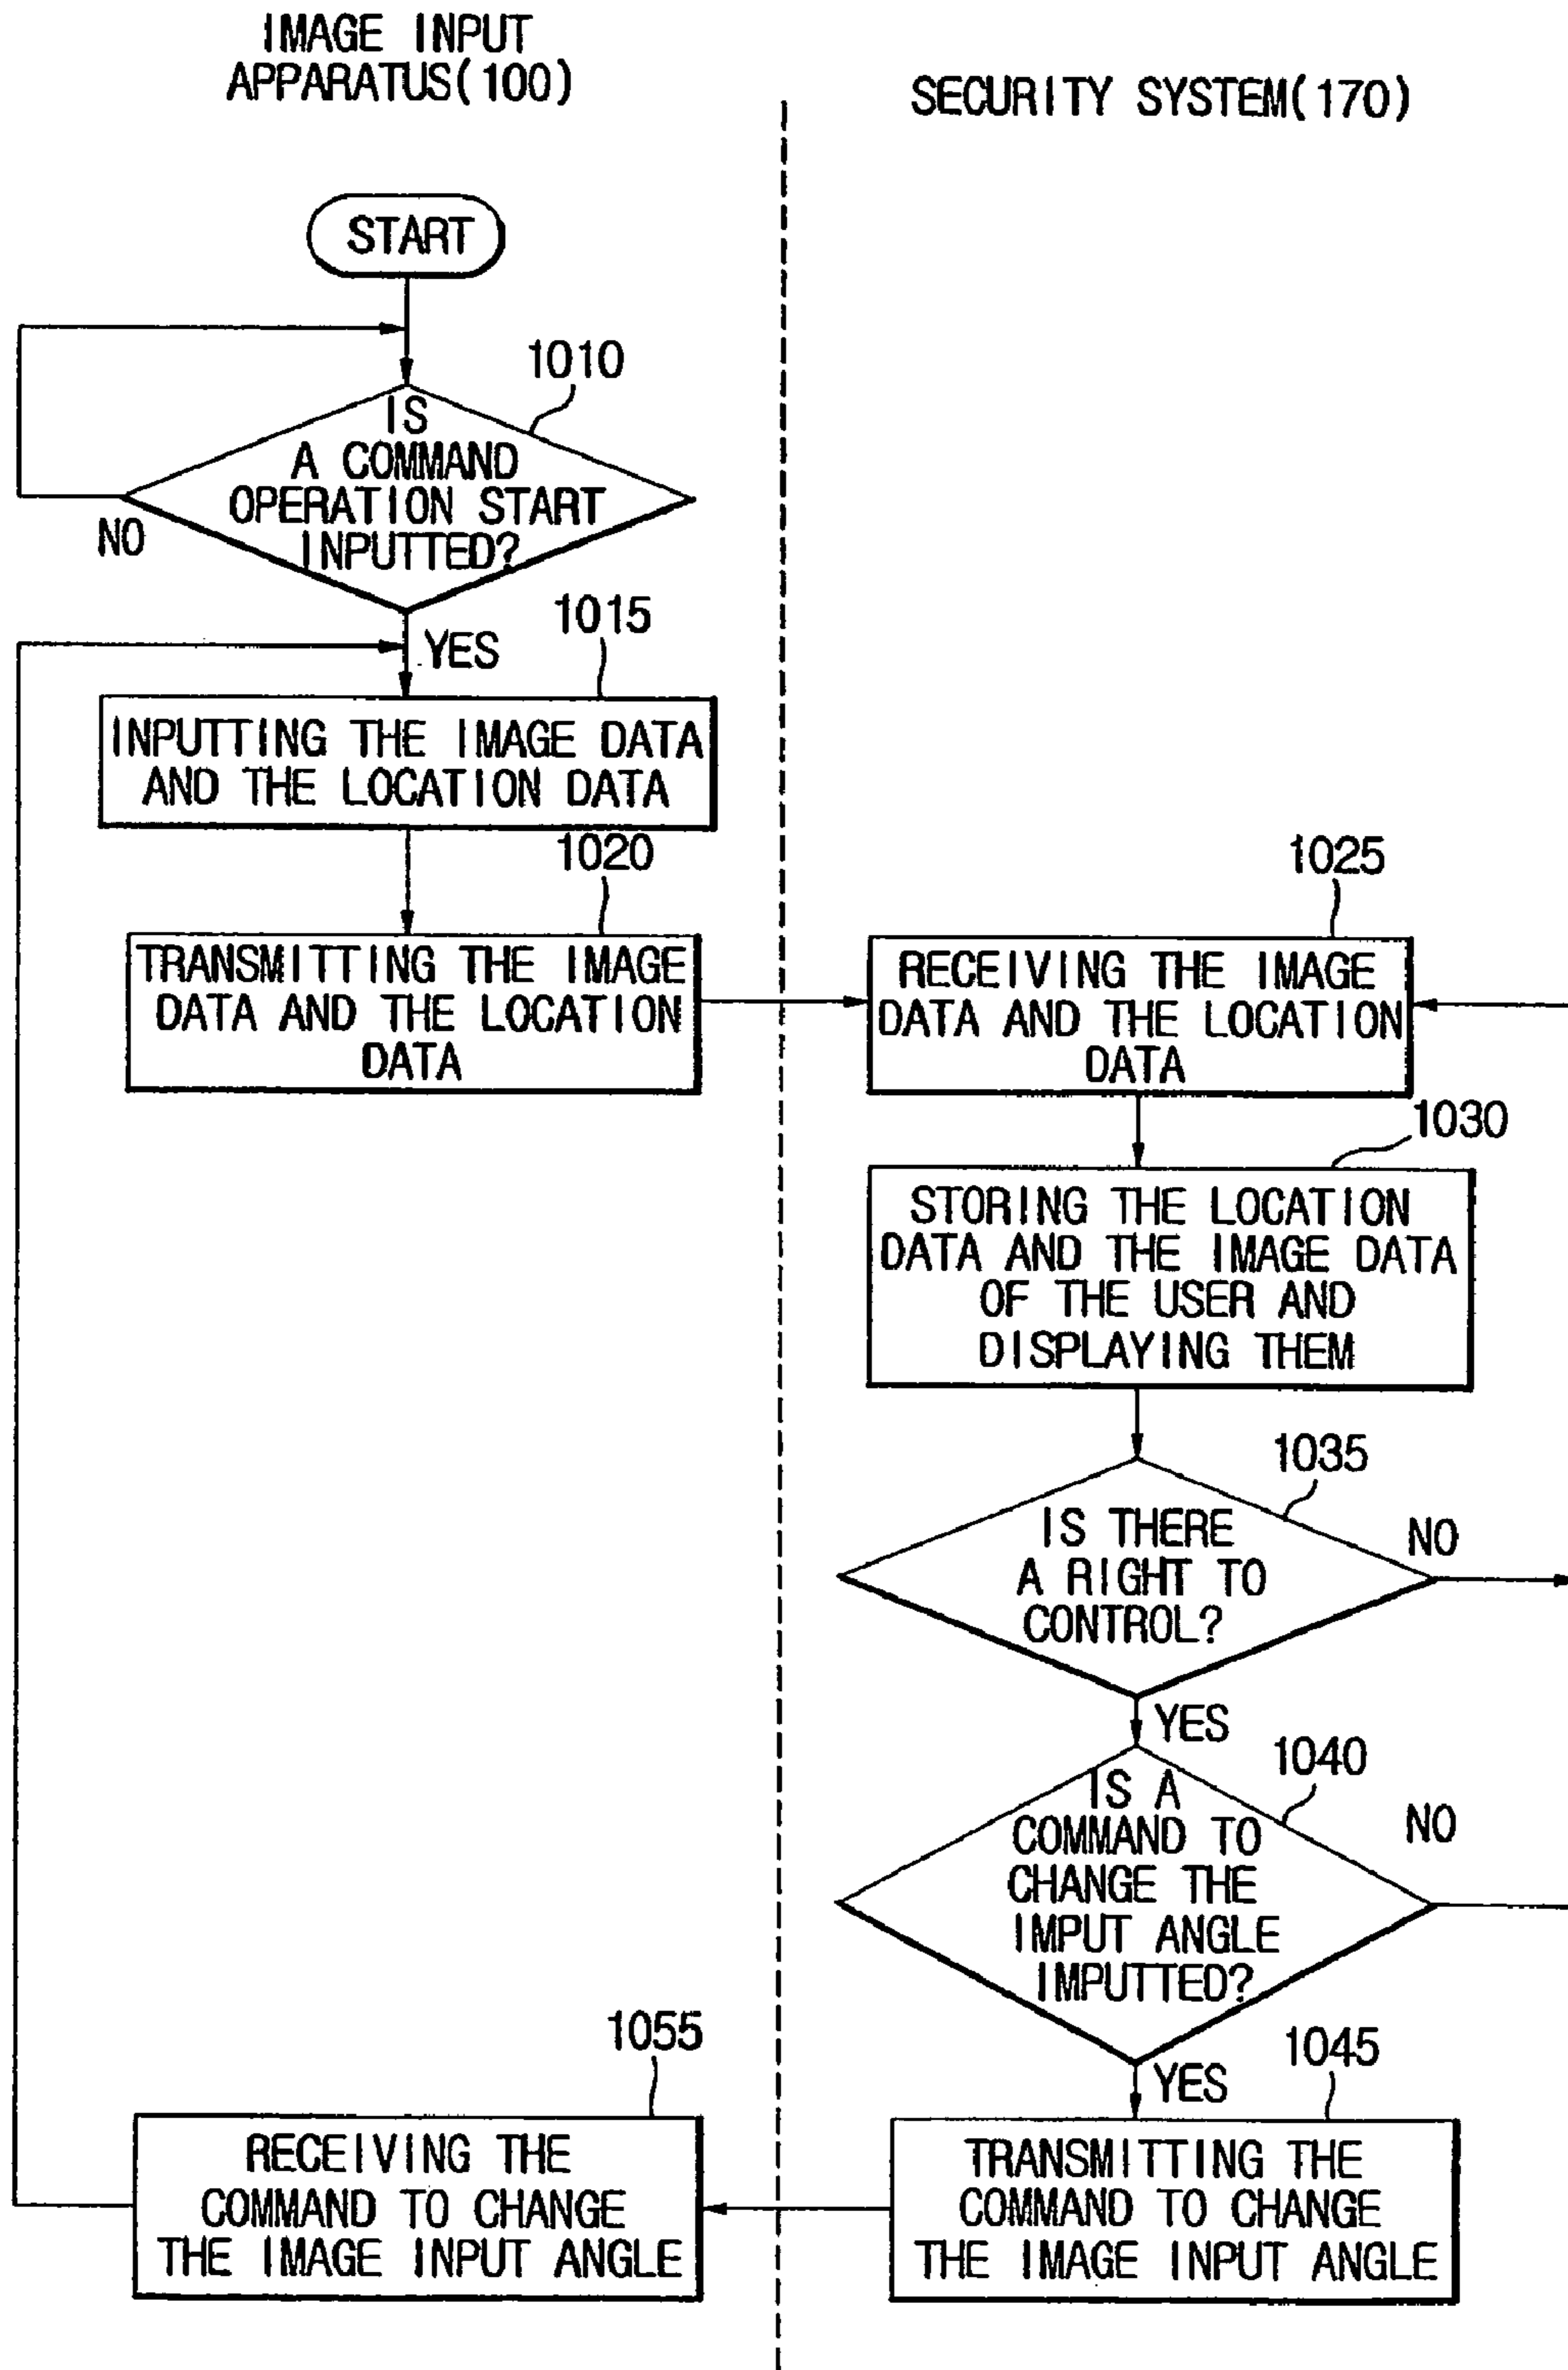 IMAGE INPUT
APPARATUS(100)
SECURITY SYSTEM(170)
START
1010
IS
A COMMAND
OPERATION START
INPUTTED?
NO
YES
1015
INPUTTING THE IMAGE DATA
AND THE LOCATION DATA
1020
TRANSMITTING THE IMAGE
DATA AND THE LOCATION
DATA
1025
RECEIVING THE IMAGE
DATA AND THE LOCATION
DATA
1030
STORING THE LOCATION
DATA AND THE IMAGE DATA
OF THE USER AND
DISPLAYING THEM
1035
IS THERE
A RIGHT TO
CONTROL?
NO
YES
1040
IS A
COMMAND TO
CHANGE THE
IMPUT ANGLE
IMPUTTED?
NO
YES
1045
TRANSMITTING THE
COMMAND TO CHANGE
THE IMAGE INPUT ANGLE
1055
RECEIVING THE
COMMAND TO CHANGE
THE IMAGE INPUT ANGLE